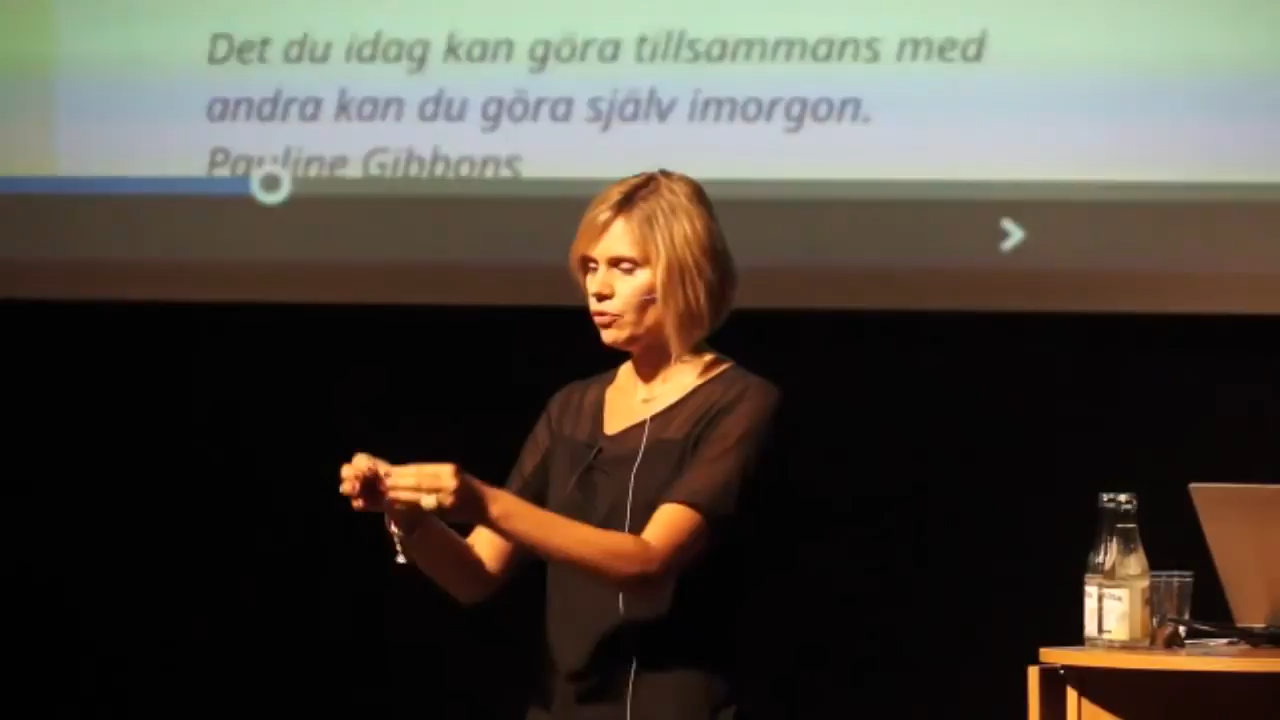 Det du idag kan göra tillsammans med
andra kan du göra själv imorgon.
Pauline Gibbons